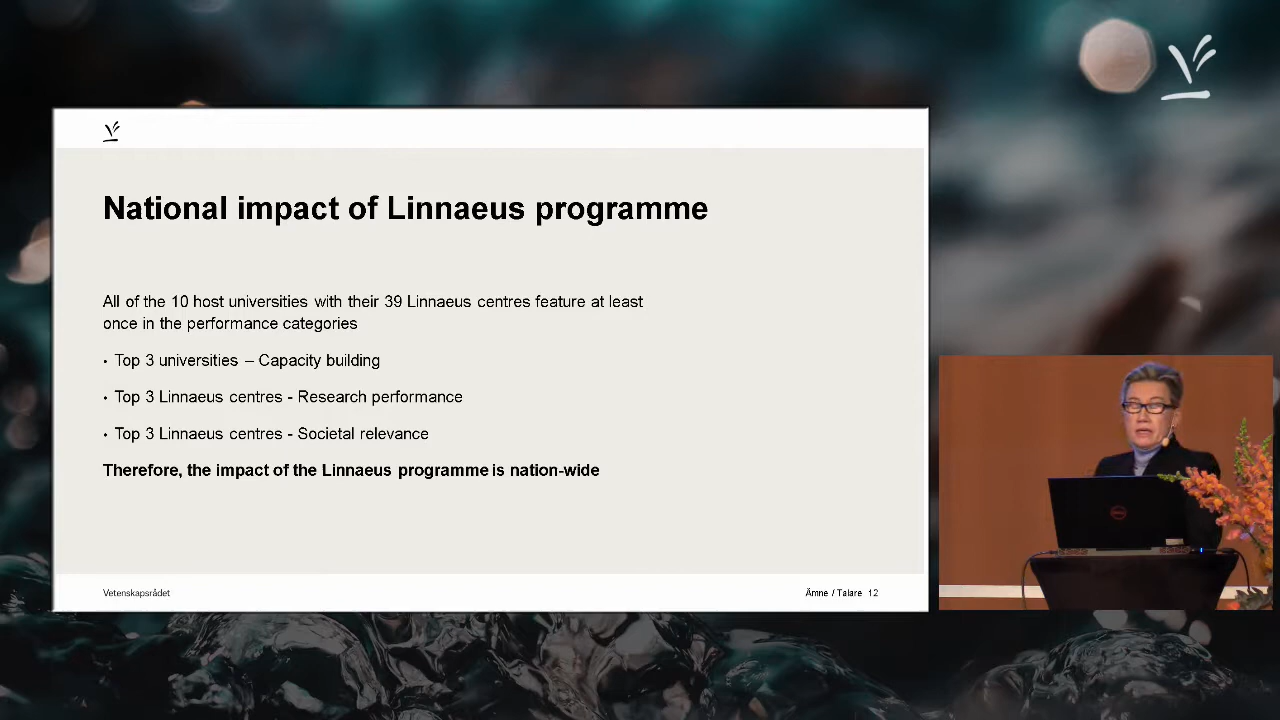 National impact of Linnaeus programme
All of the 10 host universities with their 39 Linnaeus centres feature at least
once in the performance categories
• Top 3 universities – Capacity building
• Top 3 Linnaeus centres - Research performance
• Top 3 Linnaeus centres - Societal relevance
Therefore, the impact of the Linnaeus programme is nation-wide
Vetenskapsrådet
Ämne / Talare 12